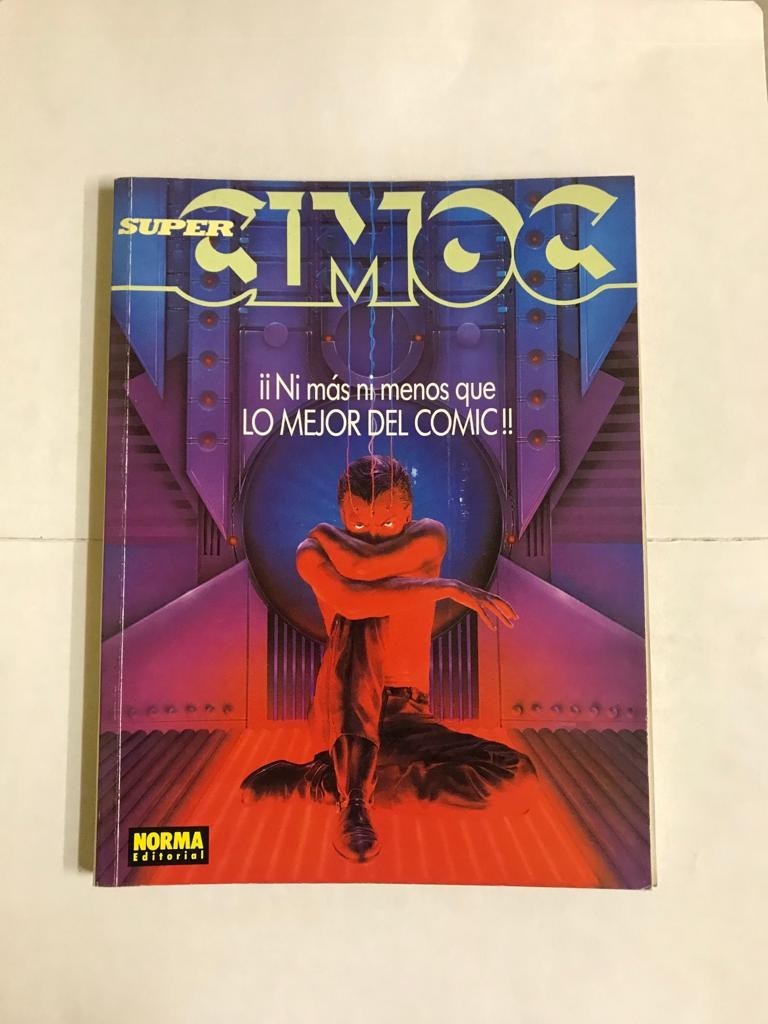 SUPER
CIMOC
¡¡Ni más ni menos que
LO MEJOR DEL COMIC!!
NORMA
Editorial